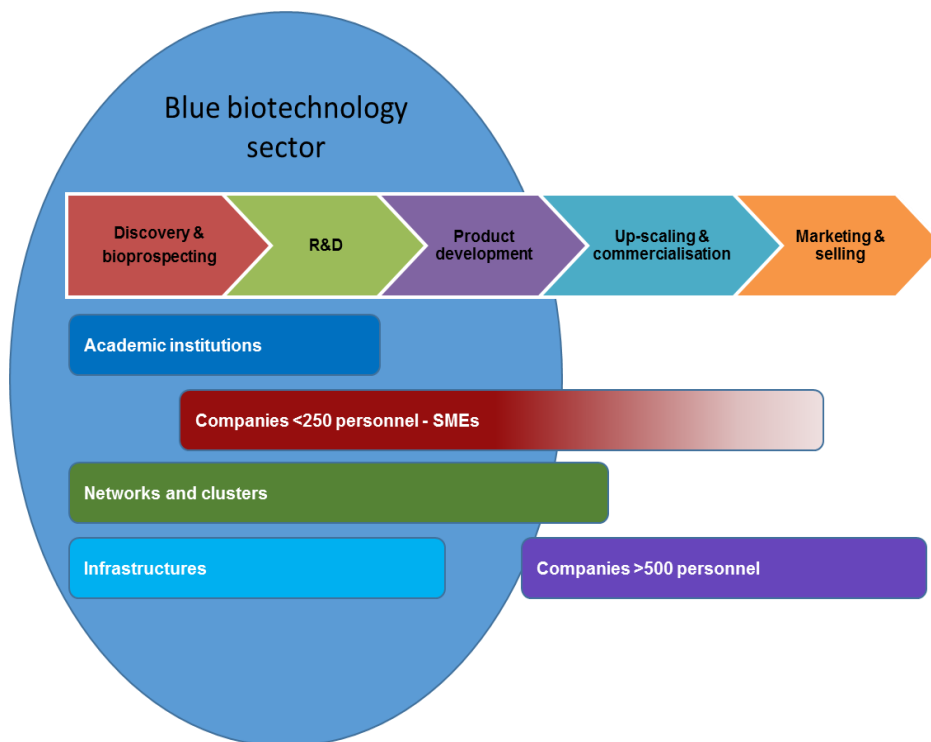 Blue biotechnology
sector
Discovery &
bioprospecting
R&D
Product
development
Up-scaling &
commercialisation
Marketing &
selling
Academic institutions
Companies <250 personnel - SMEs
Networks and clusters
Infrastructures
Companies >500 personnel